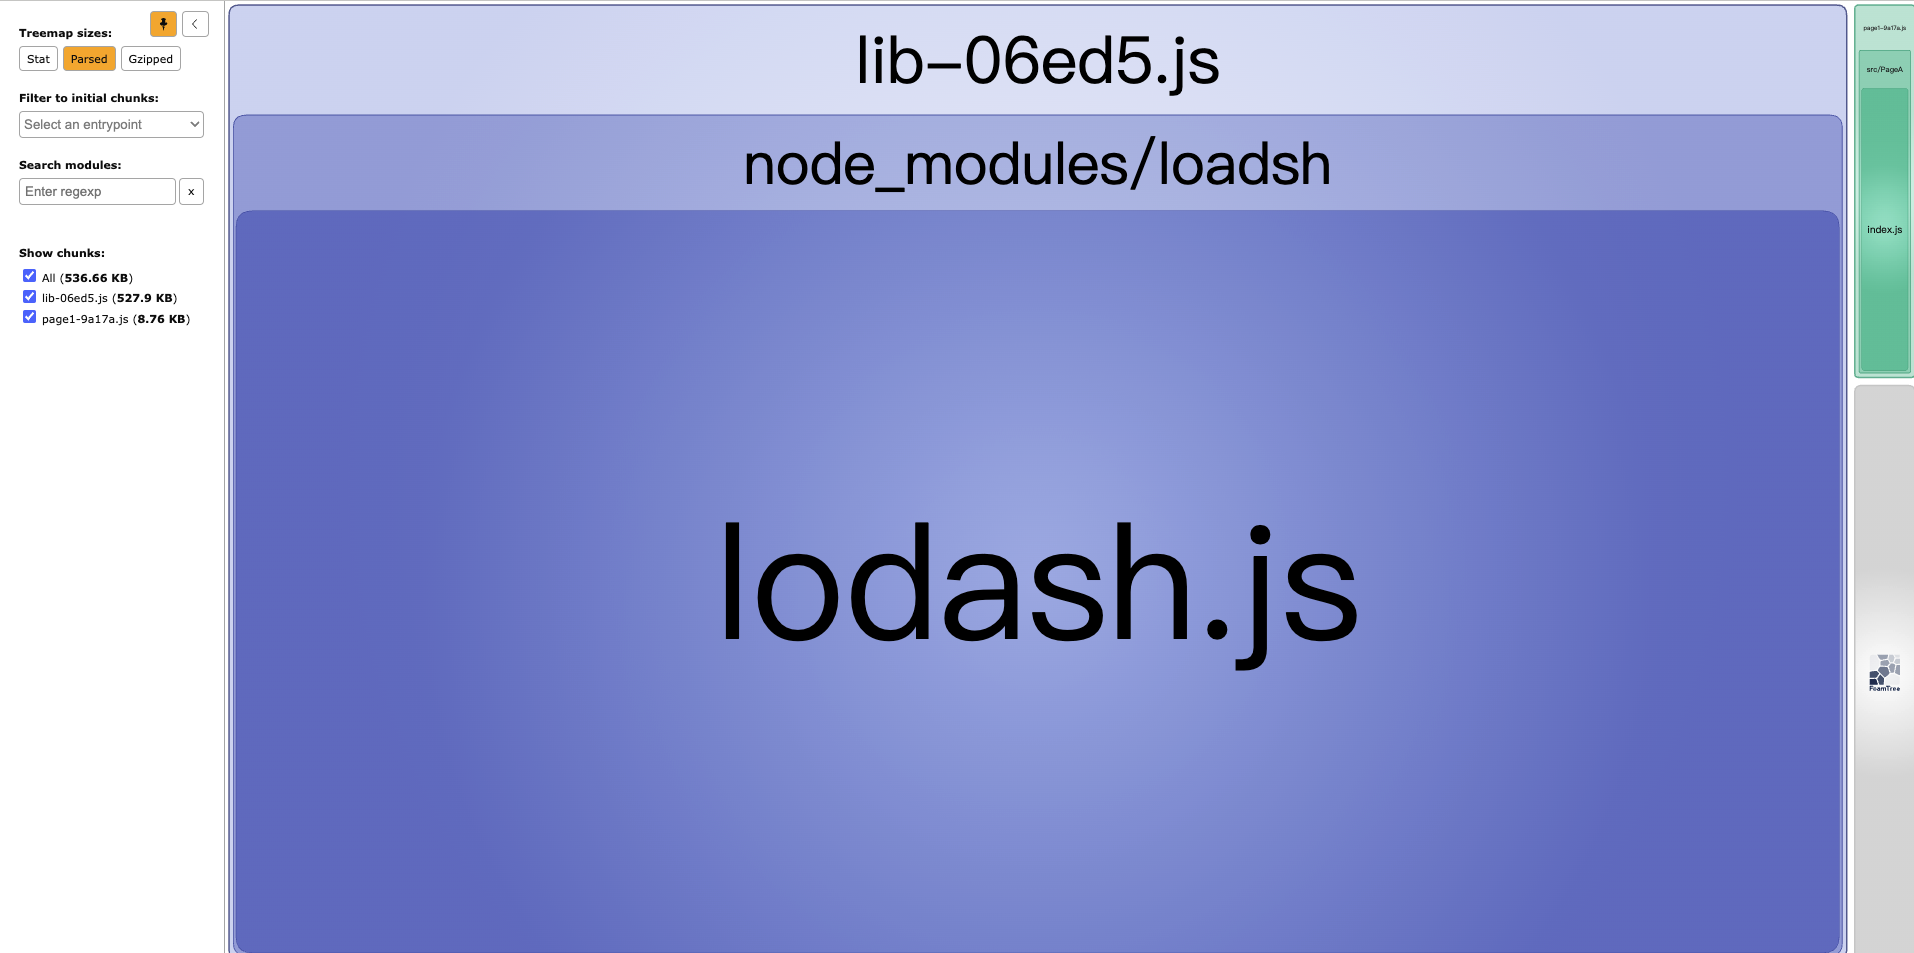 Treemap sizes:
Stat Parsed Gzipped
Filter to initial chunks:
Select an entrypoint
Search modules:
Enter regexp x
Show chunks:
All (536.66 KB)
lib-06ed5.js (527.9 KB)
page1-9a17a.js (8.76 KB)
lib-06ed5.js
node_modules/loadsh
lodash.js
page1-9a17a.js
src/PageA
index.js
FoamTree